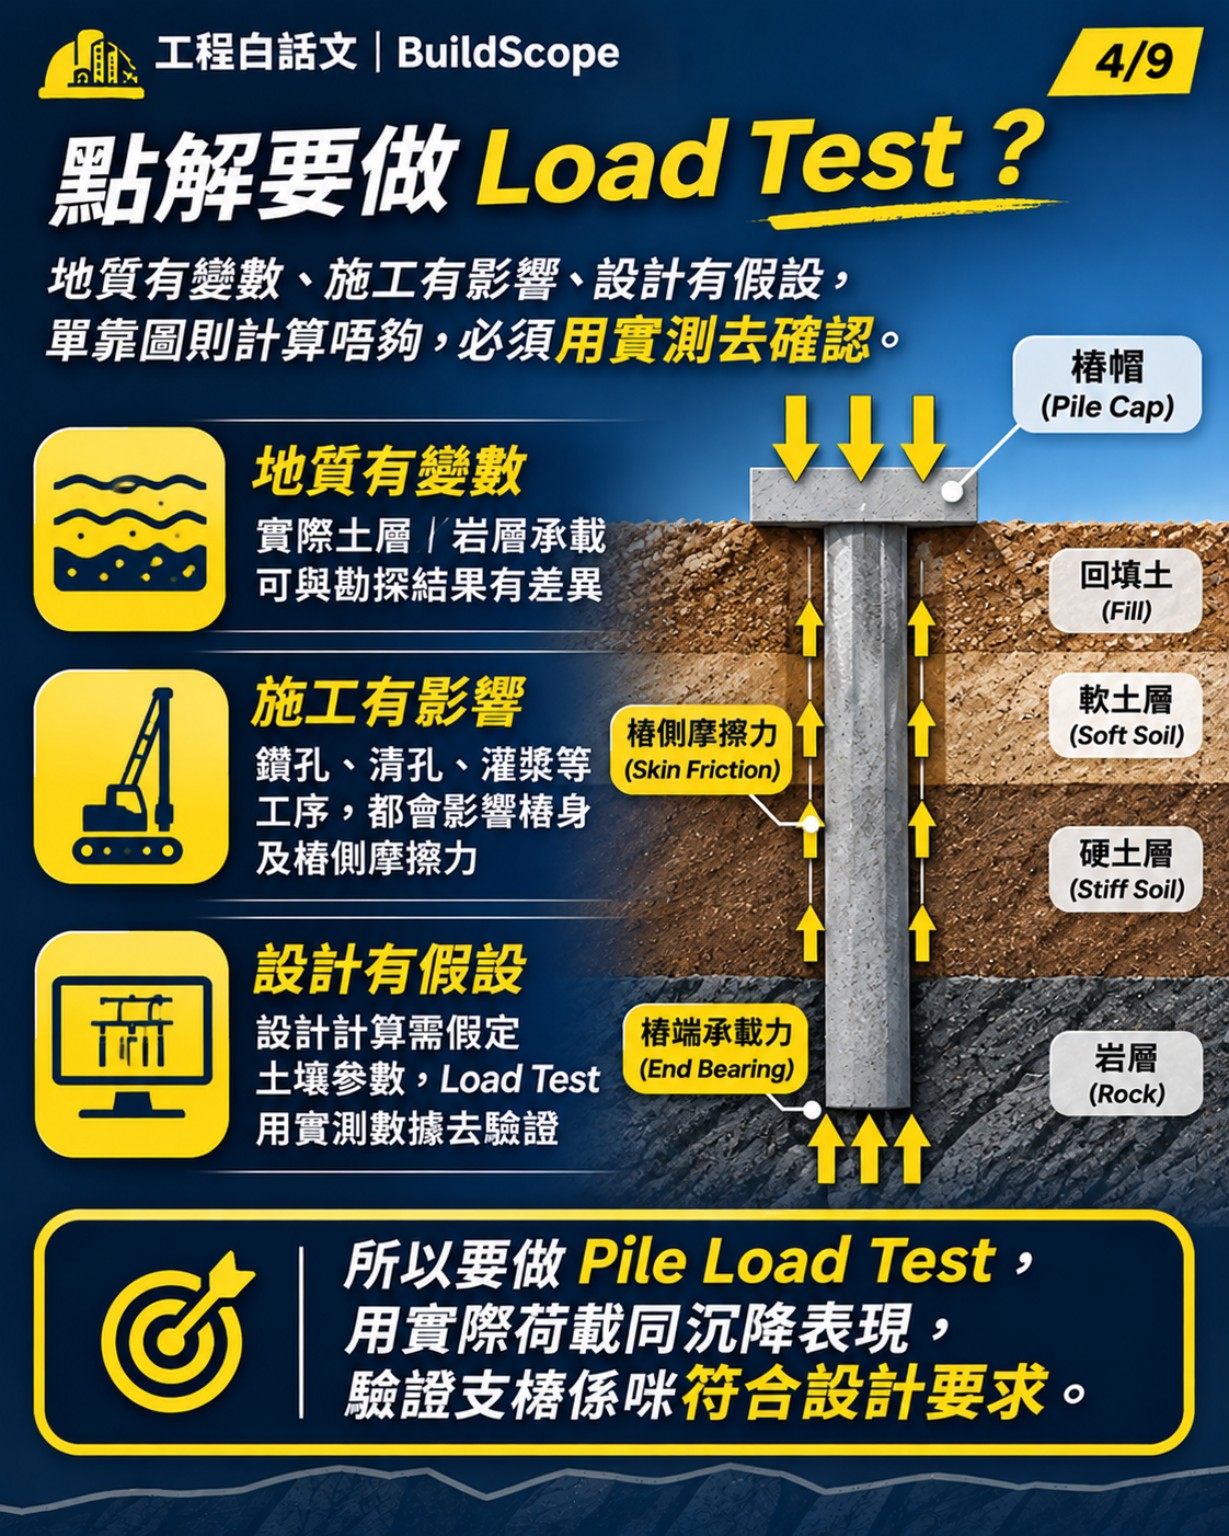 工程白話文｜BuildScope
4/9
點解要做 Load Test？
地質有變數、施工有影響、設計有假設，
單靠圖則計算唔夠，必須用實測去確認。
樁帽
(Pile Cap)
地質有變數
實際土層／岩層承載
可與勘探結果有差異
回填土
(Fill)
施工有影響
鑽孔、清孔、灌漿等
工序，都會影響樁身
及樁側摩擦力
軟土層
(Soft Soil)
樁側摩擦力
(Skin Friction)
硬土層
(Stiff Soil)
設計有假設
設計計算需假定
土壤參數，Load Test
用實測數據去驗證
樁端承載力
(End Bearing)
岩層
(Rock)
所以要做 Pile Load Test，
用實際荷載同沉降表現，
驗證支樁係咪符合設計要求。